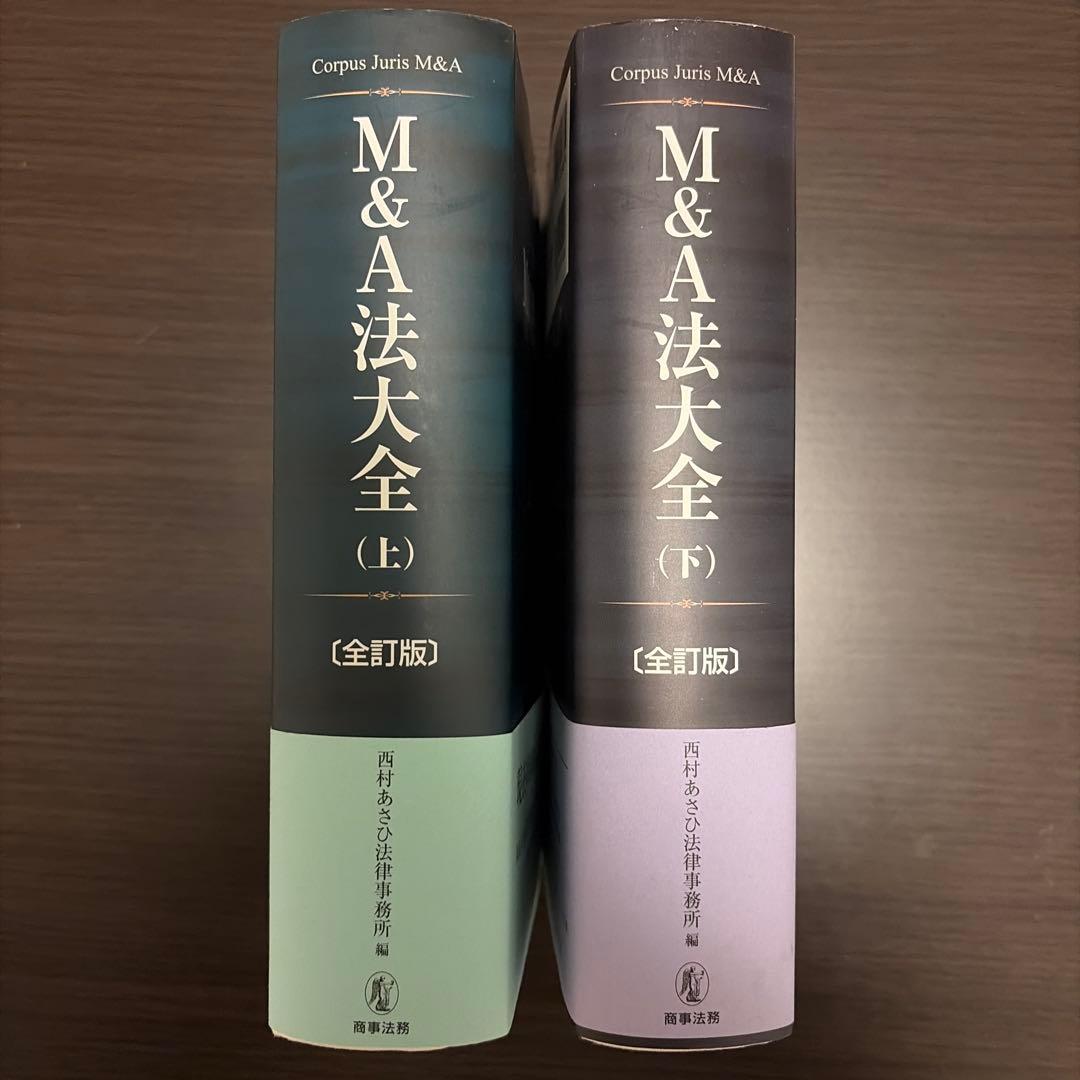 Corpus Juris M&A
M&A法大全
(上)
〔全訂版〕
西村あさひ法律事務所 編
商事法務
Corpus Juris M&A
M&A法大全
(下)
〔全訂版〕
西村あさひ法律事務所 編
商事法務